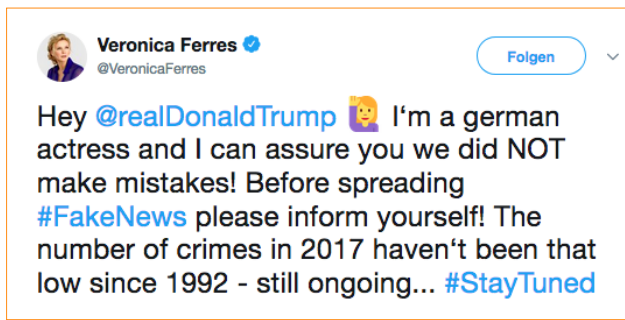 Veronica Ferres
@VeronicaFerres
Folgen
Hey @realDonaldTrump 🙋 I‘m a german
actress and I can assure you we did NOT
make mistakes! Before spreading
#FakeNews please inform yourself! The
number of crimes in 2017 haven‘t been that
low since 1992 - still ongoing... #StayTuned